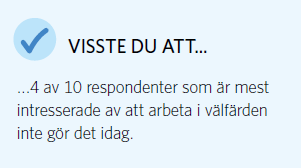 VISSTE DU ATT...
...4 av 10 respondenter som är mest
intresserade av att arbeta i välfärden
inte gör det idag.